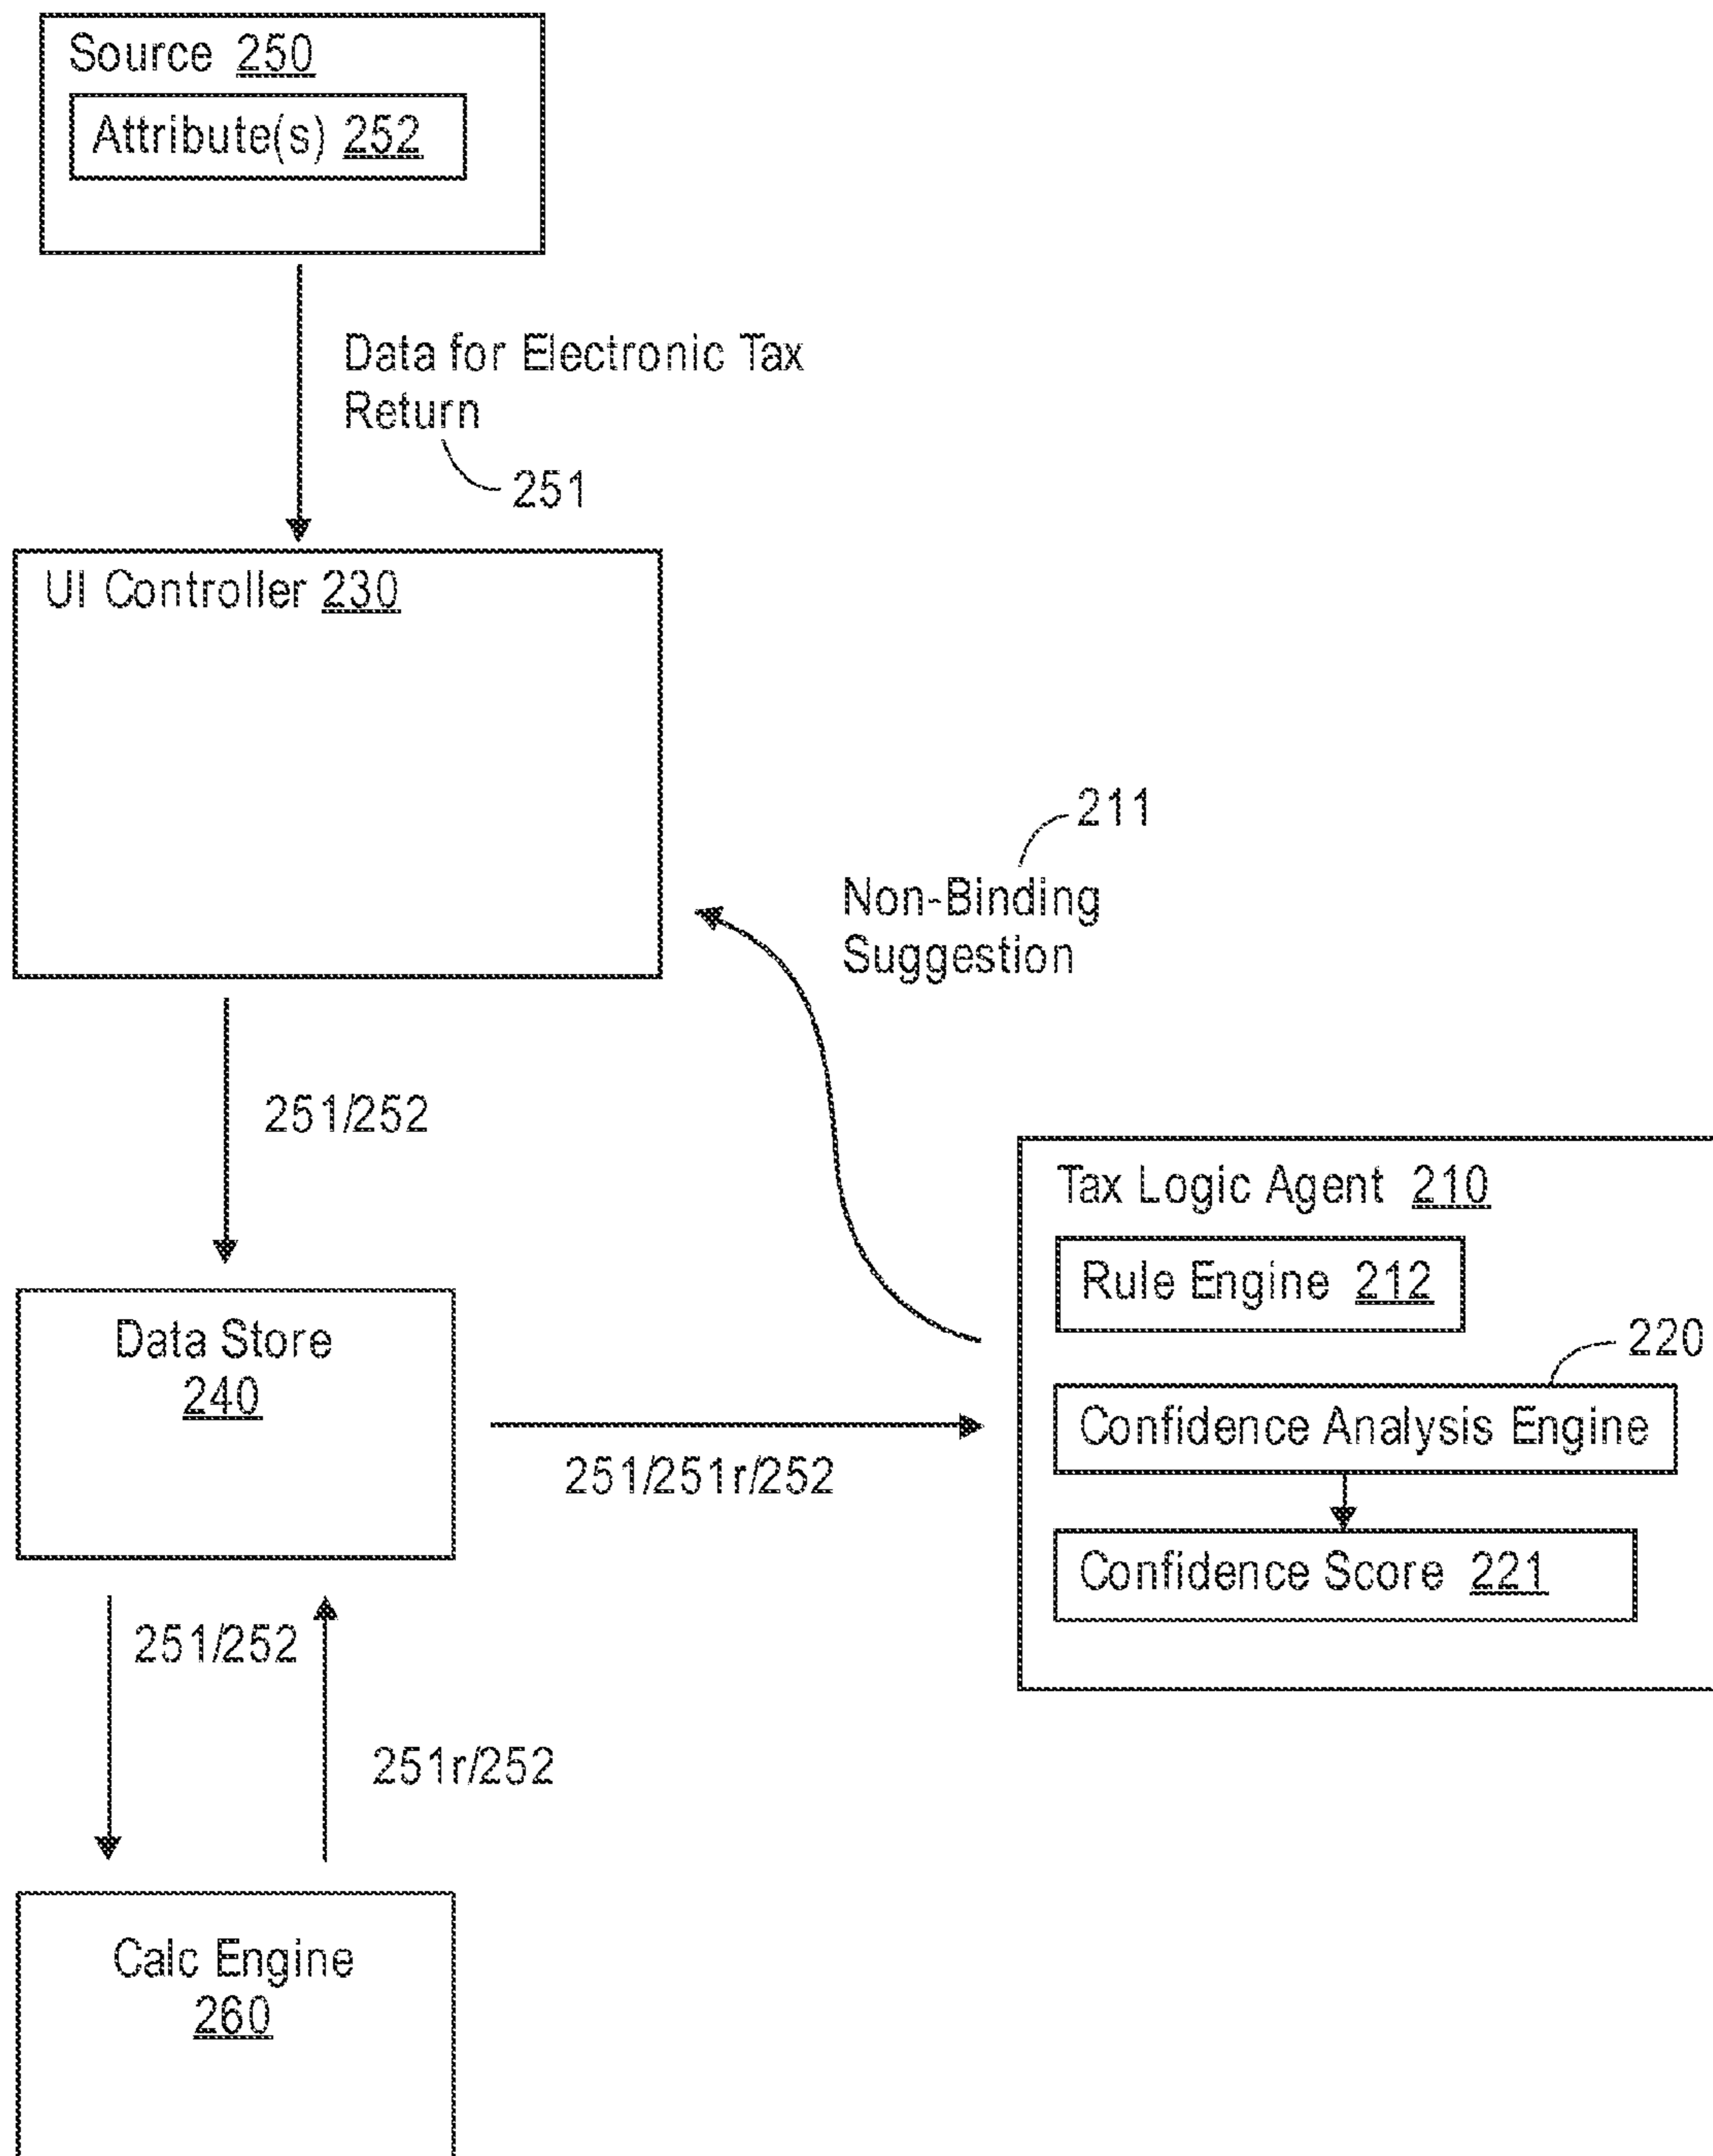 Source 250
Attribute(s) 252
Data for Electronic Tax
Return
251
UI Controller 230
211
Non-Binding
Suggestion
251/252
Tax Logic Agent 210
Rule Engine 212
220
Data Store
240
Confidence Analysis Engine
251/251r/252
Confidence Score 221
251/252
251r/252
Calc Engine
260